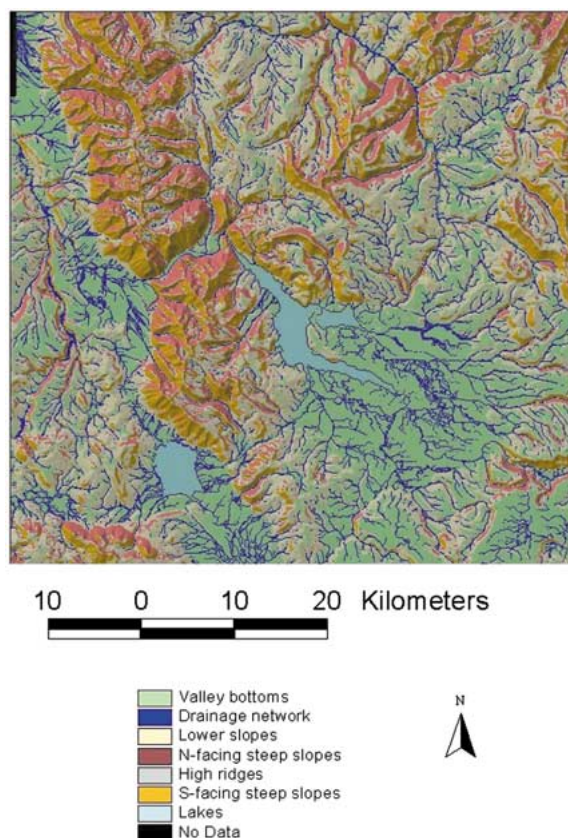 10 0 10 20 Kilometers
Valley bottoms
Drainage network
Lower slopes
N-facing steep slopes
High ridges
S-facing steep slopes
Lakes
No Data
N